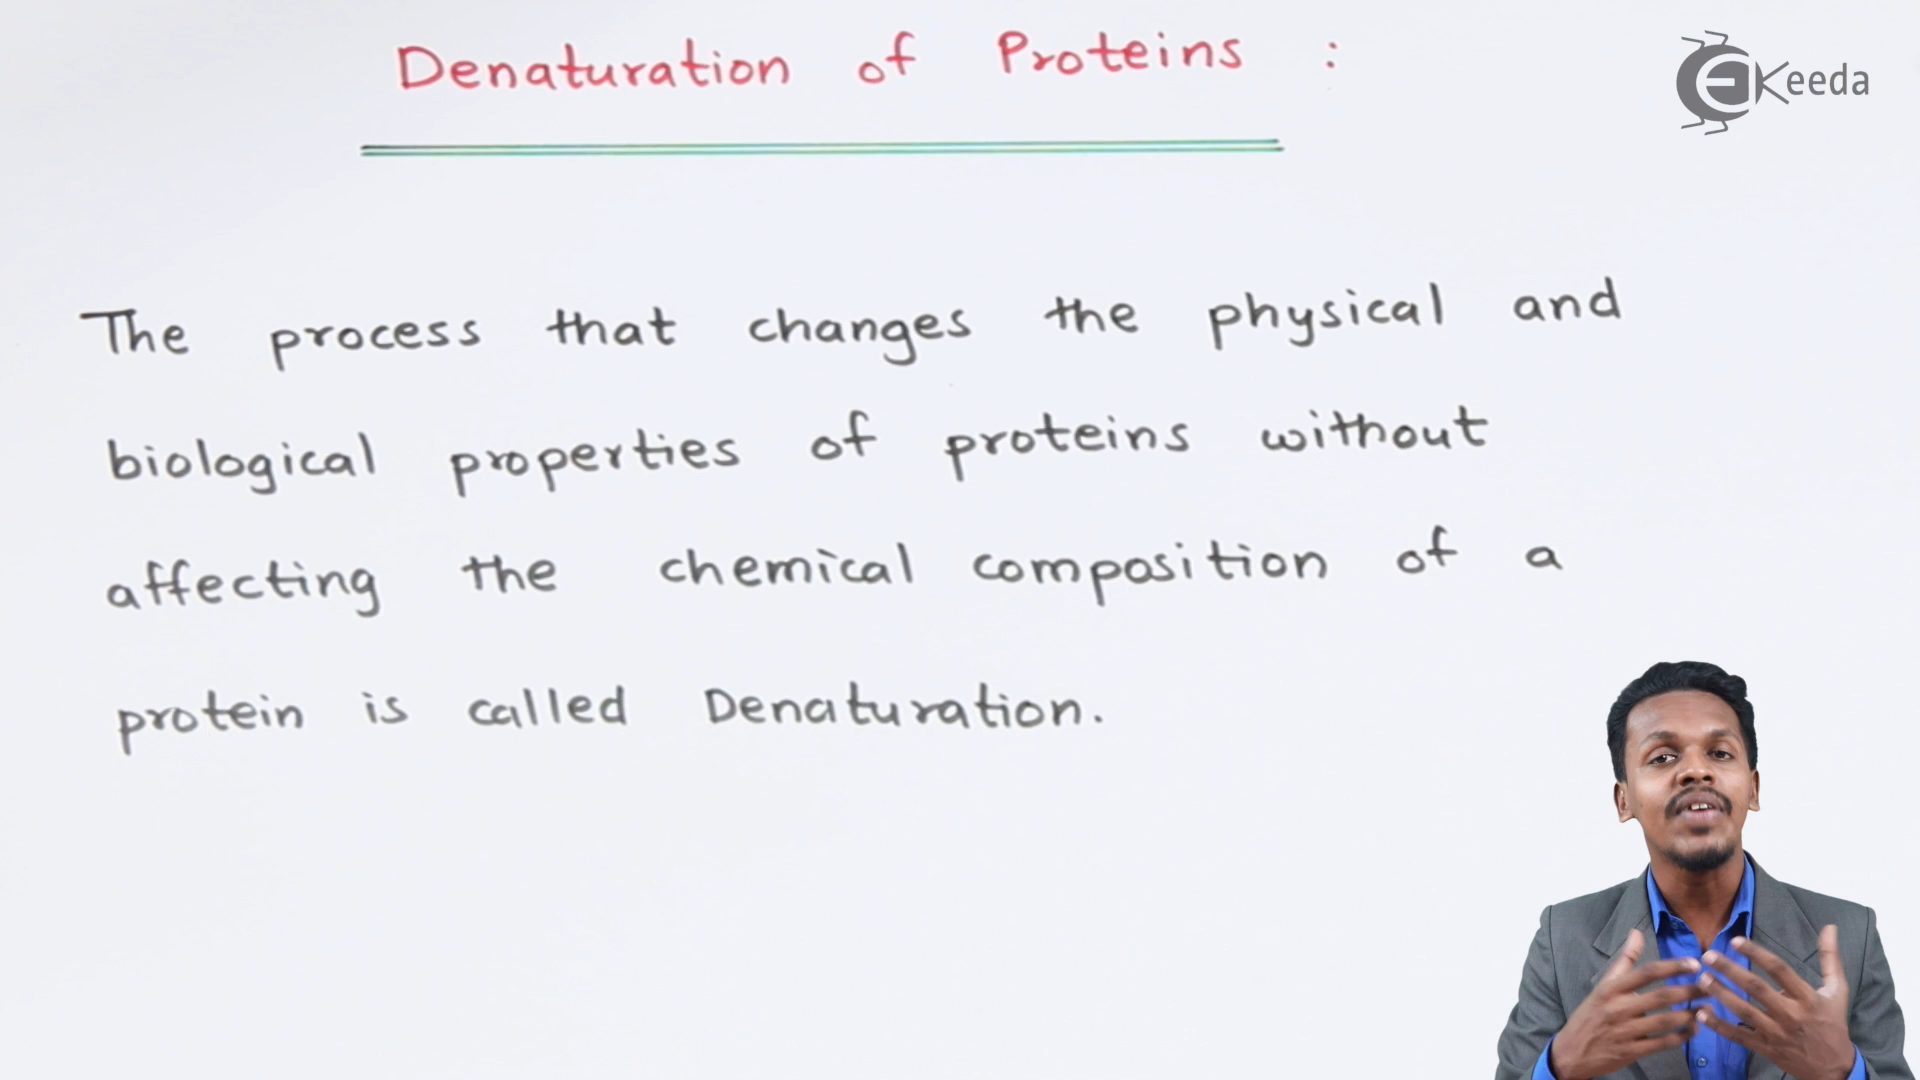 Denaturation of Proteins :
EKeeda
The process that changes the physical and
biological properties of proteins without
affecting the chemical composition of a
protein is called Denaturation.